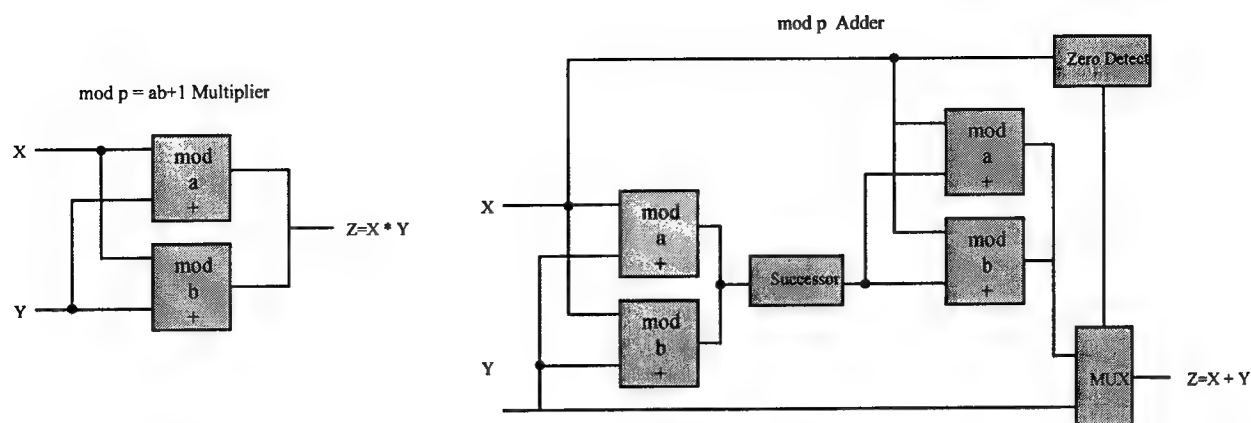 mod p = ab+1 Multiplier
X
Y
mod
a
+
mod
b
+
Z=X * Y
mod p Adder
X
Y
mod
a
+
mod
b
+
Successor
mod
a
+
mod
b
+
Zero Detect
MUX
Z=X + Y